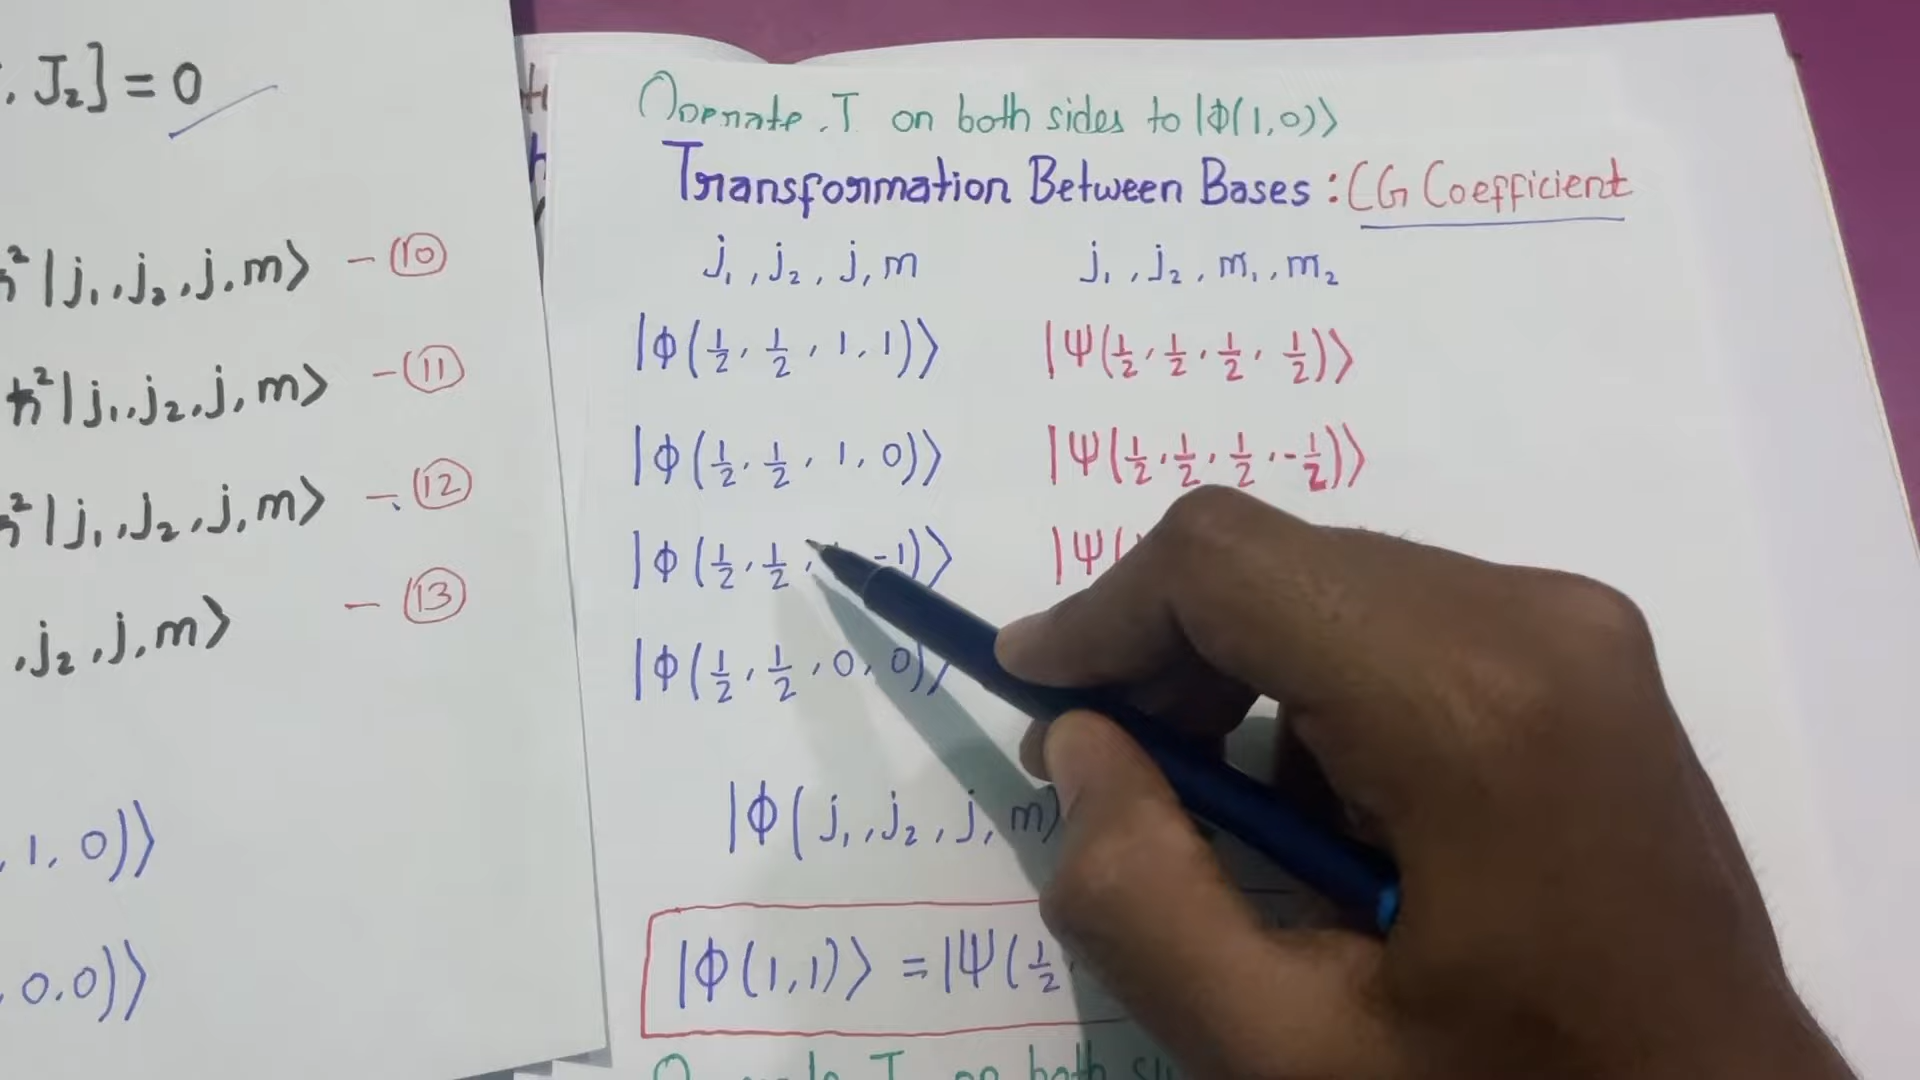 , J₂] = 0
ħ² |j₁, j₂, j, m⟩ – (10)
ħ² |j₁, j₂, j, m⟩ – (11)
ħ² |j₁, j₂, j, m⟩ – (12)
, j₂, j, m⟩ – (13)
, 1, 0)⟩
0, 0)⟩
on both sides to |Φ(1,0)⟩
Transformation Between Bases : CG Coefficient
j₁, j₂, j, m j₁, j₂, m₁, m₂
|Φ(1/2, 1/2, 1, 1)⟩ |Ψ(1/2, 1/2, 1/2, 1/2)⟩
|Φ(1/2, 1/2, 1, 0)⟩ |Ψ(1/2, 1/2, 1/2, -1/2)⟩
|Φ(1/2, 1/2, -1)⟩ |Ψ(
|Φ(1/2, 1/2, 0, 0)⟩
|Φ(j₁, j₂, j, m)
|Φ(1,1)⟩ = |Ψ(1/2,
on both